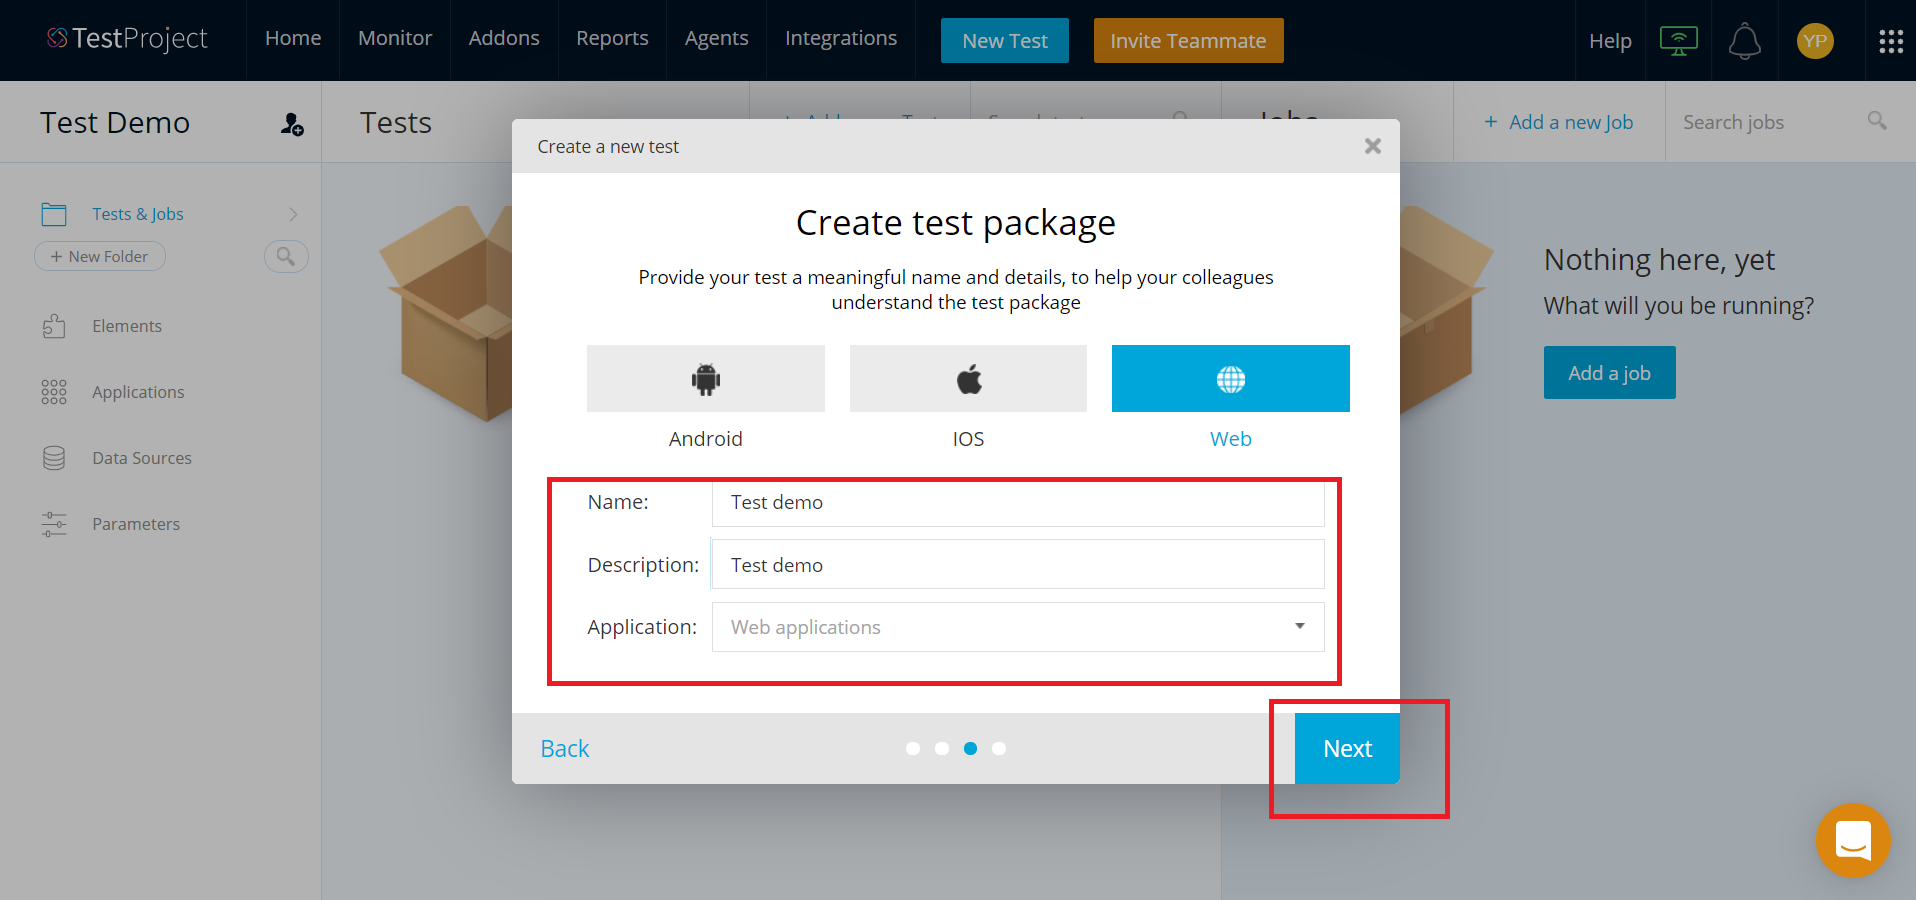 TestProject
Home
Monitor
Addons
Reports
Agents
Integrations
New Test
Invite Teammate
Help
YP
Test Demo
Tests
+ Add a new Job
Search jobs
Create a new test
Tests & Jobs
+ New Folder
Elements
Applications
Data Sources
Parameters
Create test package
Provide your test a meaningful name and details, to help your colleagues
understand the test package
Android
IOS
Web
Name:
Test demo
Description:
Test demo
Application:
Web applications
Back
Next
Nothing here, yet
What will you be running?
Add a job